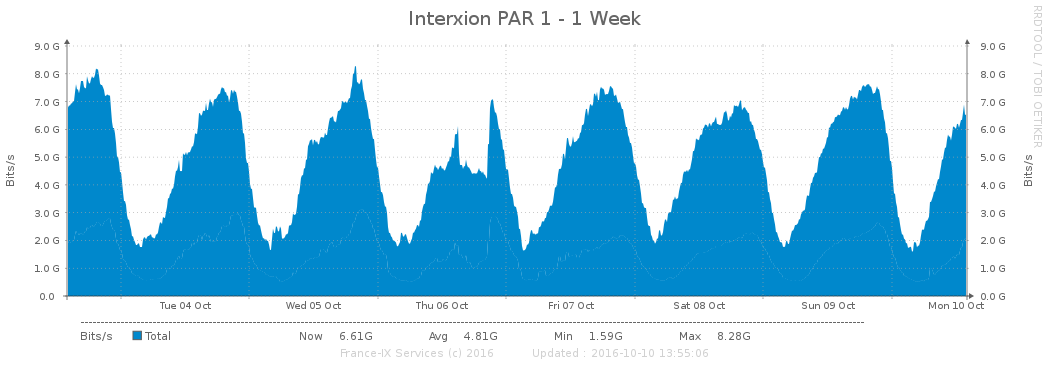 Interxion PAR 1 - 1 Week
RRDTOOL / TOBI OETIKER
Bits/s
9.0 G 9.0 G
8.0 G 8.0 G
7.0 G 7.0 G
6.0 G 6.0 G
5.0 G 5.0 G
4.0 G 4.0 G
3.0 G 3.0 G
2.0 G 2.0 G
1.0 G 1.0 G
0.0 0.0 G
Bits/s
Tue 04 Oct Wed 05 Oct Thu 06 Oct Fri 07 Oct Sat 08 Oct Sun 09 Oct Mon 10 Oct
Bits/s Total Now 6.61G Avg 4.81G Min 1.59G Max 8.28G
France-IX Services (c) 2016 Updated : 2016-10-10 13:55:06